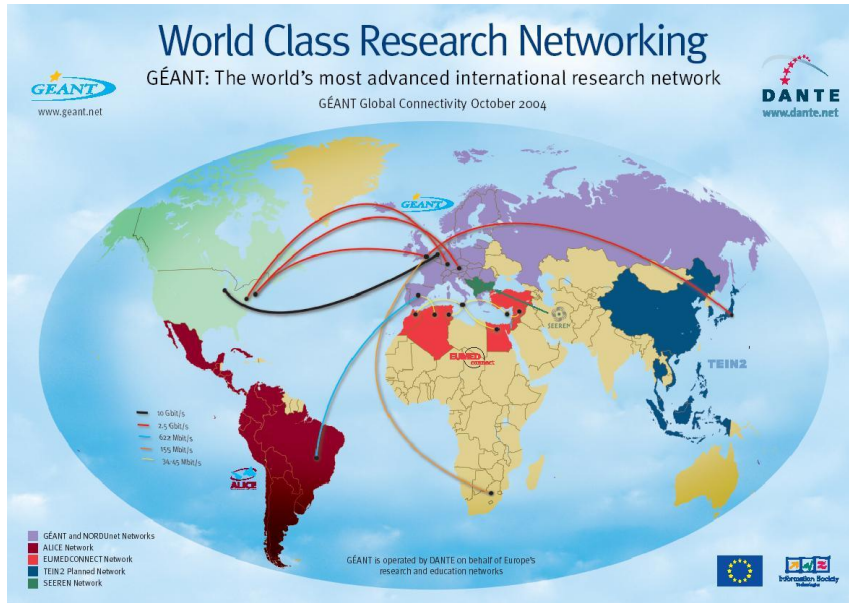 World Class Research Networking
GÉANT: The world's most advanced international research network
GÉANT Global Connectivity October 2004
GÉANT
www.geant.net
DANTE
www.dante.net
GÉANT
SEEREN
EUMED
connect
TEIN2
10 Gbit/s
2.5 Gbit/s
622 Mbit/s
155 Mbit/s
34-45 Mbit/s
ALICE
GÉANT and NORDUnet Networks
ALICE Network
EUMEDCONNECT Network
TEIN2 Planned Network
SEEREN Network
GÉANT is operated by DANTE on behalf of Europe's
research and education networks
Information Society
Technologies